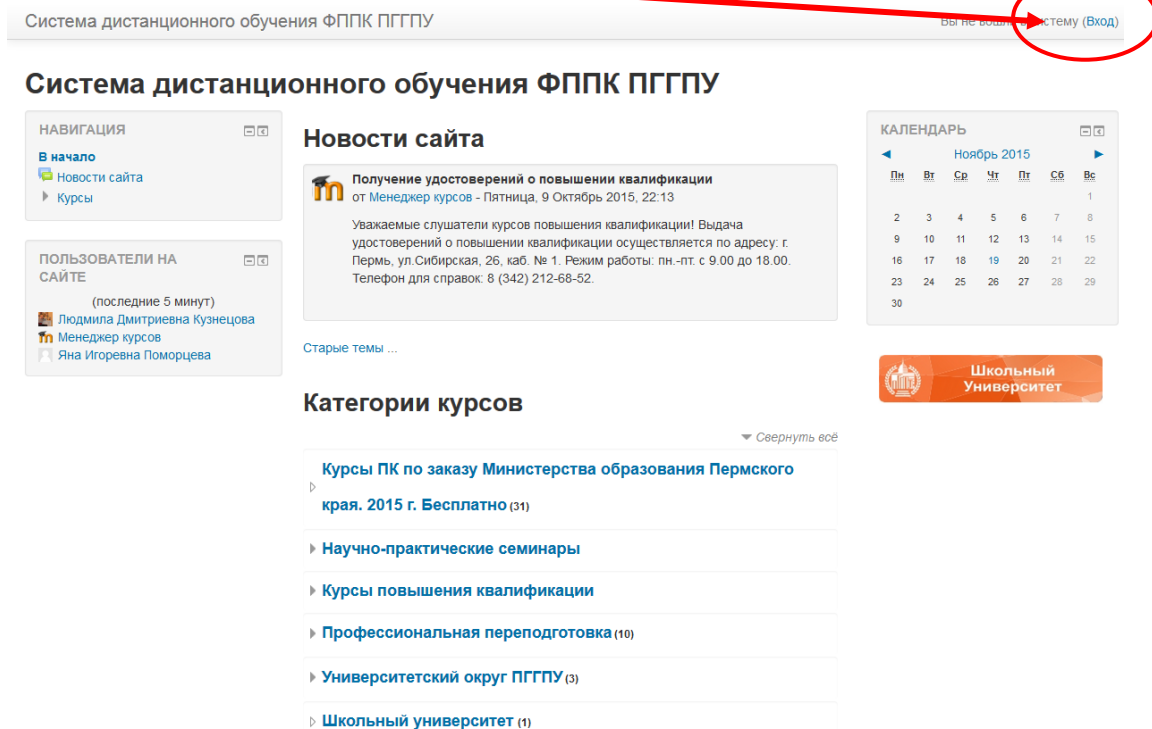 Система дистанционного обучения ФППК ПГГПУ
Вы не вошли в систему (Вход)
Система дистанционного обучения ФППК ПГГПУ
НАВИГАЦИЯ
В начало
Новости сайта
Курсы
ПОЛЬЗОВАТЕЛИ НА
САЙТЕ
(последние 5 минут)
Людмила Дмитриевна Кузнецова
Менеджер курсов
Яна Игоревна Поморцева
Новости сайта
Получение удостоверений о повышении квалификации
от Менеджер курсов - Пятница, 9 Октябрь 2015, 22:13
Уважаемые слушатели курсов повышения квалификации! Выдача
удостоверений о повышении квалификации осуществляется по адресу: г.
Пермь, ул.Сибирская, 26, каб. № 1. Режим работы: пн.-пт. с 9.00 до 18.00.
Телефон для справок: 8 (342) 212-68-52.
Старые темы ...
Категории курсов
Свернуть всё
Курсы ПК по заказу Министерства образования Пермского
края. 2015 г. Бесплатно (31)
Научно-практические семинары
Курсы повышения квалификации
Профессиональная переподготовка (10)
Университетский округ ПГГПУ (3)
Школьный университет (1)
КАЛЕНДАРЬ
Ноябрь 2015
Пн Вт Ср Чт Пт Сб Вс
1
2 3 4 5 6 7 8
9 10 11 12 13 14 15
16 17 18 19 20 21 22
23 24 25 26 27 28 29
30
Школьный
Университет